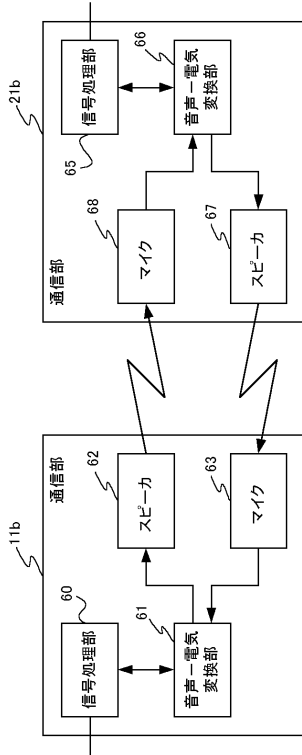 11b
通信部
60
信号処理部
61
音声－電気
変換部
62
スピーカ
63
マイク
21b
通信部
65
信号処理部
66
音声－電気
変換部
68
マイク
67
スピーカ